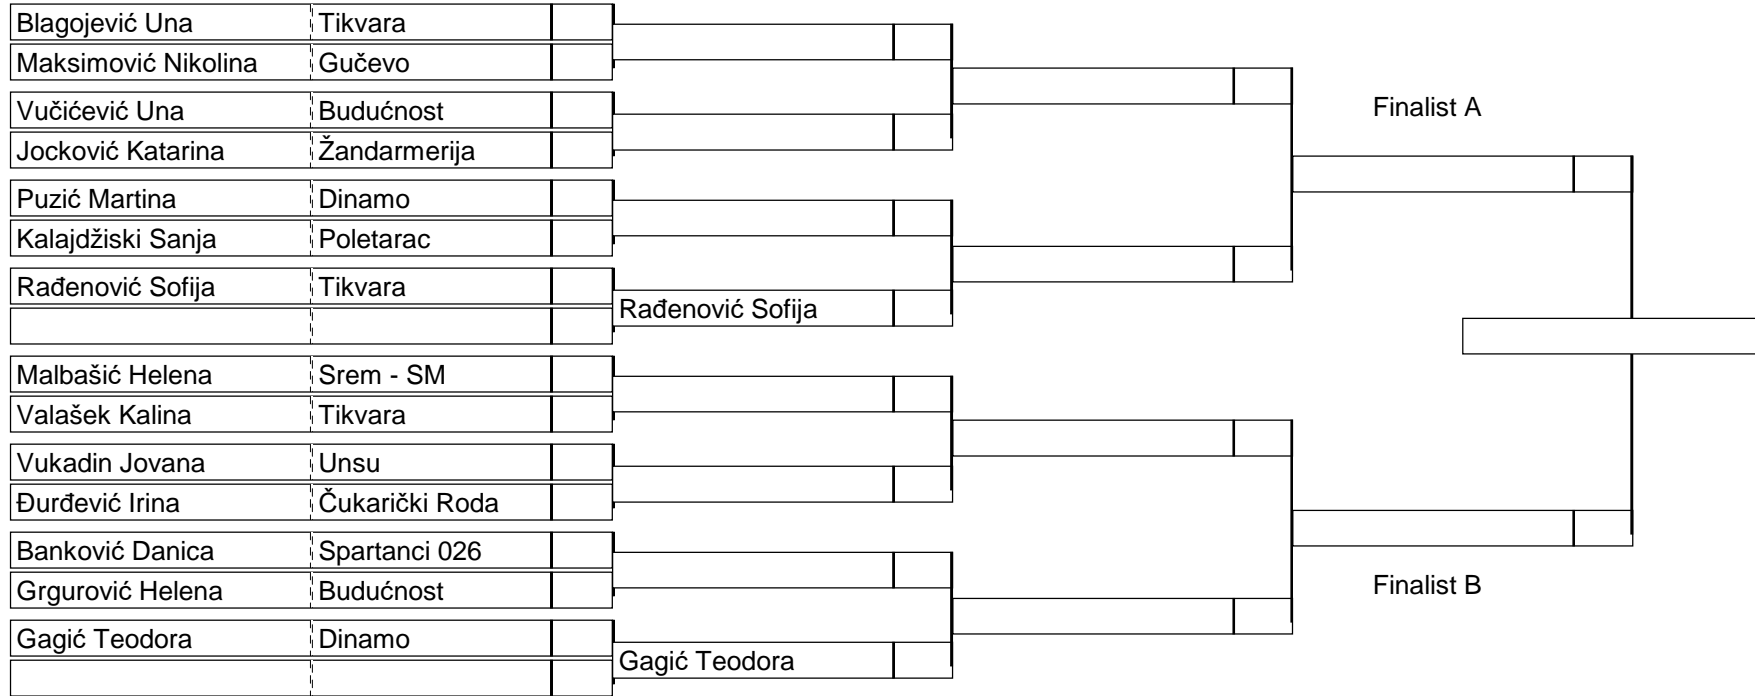 Blagojević Una Tikvara
Maksimović Nikolina Gučevo
Finalist A
Vučićević Una Budućnost
Jocković Katarina Žandarmerija
Puzić Martina Dinamo
Kalajdžiski Sanja Poletarac
Rađenović Sofija Tikvara
Rađenović Sofija
Malbašić Helena Srem - SM
Valašek Kalina Tikvara
Vukadin Jovana Unsu
Đurđević Irina Čukarički Roda
Banković Danica Spartanci 026
Grgurović Helena Budućnost
Finalist B
Gagić Teodora Dinamo
Gagić Teodora